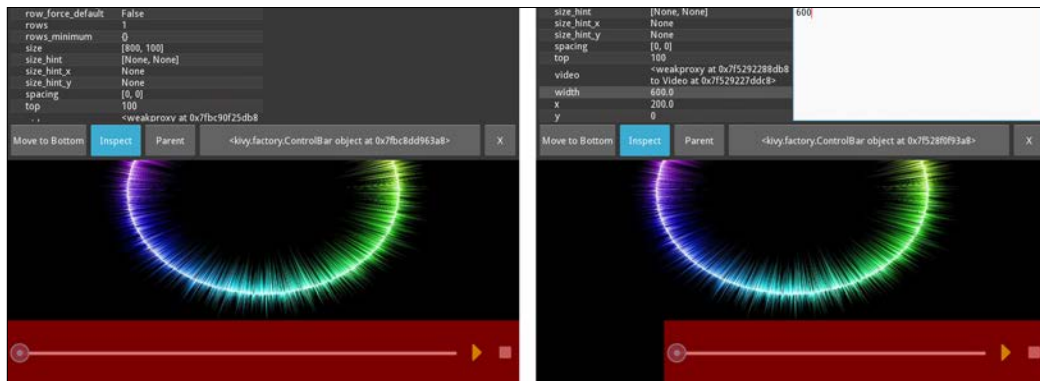 row_force_default False
rows 1
rows_minimum {}
size [800, 100]
size_hint [None, None]
size_hint_x None
size_hint_y None
spacing [0, 0]
top 100
<weakproxy at 0x7fbc90f25db8
Move to Bottom Inspect Parent <kivy.factory.ControlBar object at 0x7fbc8dd963a8> X
size_hint [None, None]
size_hint_x None
size_hint_y None
spacing [0, 0]
top 100
video <weakproxy at 0x7f5292288db8
to Video at 0x7f529227ddc8>
width 600.0
x 200.0
y 0
600
Move to Bottom Inspect Parent <kivy.factory.ControlBar object at 0x7f528f0f93a8> X